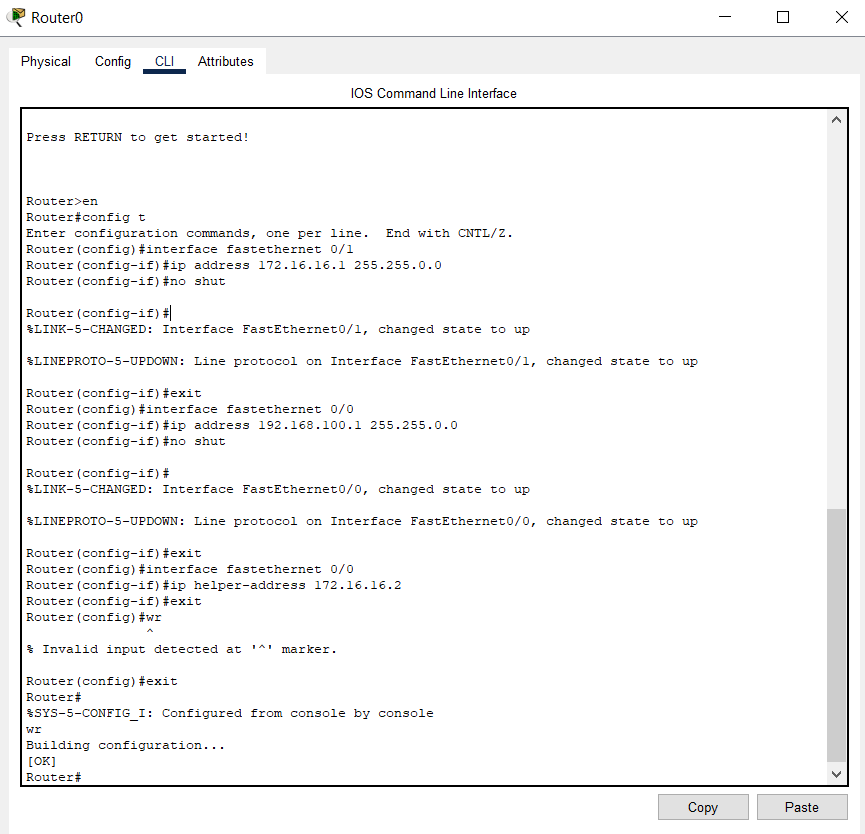 Router0
Physical Config CLI Attributes
IOS Command Line Interface
Press RETURN to get started!
Router>en
Router#config t
Enter configuration commands, one per line.  End with CNTL/Z.
Router(config)#interface fastethernet 0/1
Router(config-if)#ip address 172.16.16.1 255.255.0.0
Router(config-if)#no shut
Router(config-if)#
%LINK-5-CHANGED: Interface FastEthernet0/1, changed state to up
%LINEPROTO-5-UPDOWN: Line protocol on Interface FastEthernet0/1, changed state to up
Router(config-if)#exit
Router(config)#interface fastethernet 0/0
Router(config-if)#ip address 192.168.100.1 255.255.0.0
Router(config-if)#no shut
Router(config-if)#
%LINK-5-CHANGED: Interface FastEthernet0/0, changed state to up
%LINEPROTO-5-UPDOWN: Line protocol on Interface FastEthernet0/0, changed state to up
Router(config-if)#exit
Router(config)#interface fastethernet 0/0
Router(config-if)#ip helper-address 172.16.16.2
Router(config-if)#exit
Router(config)#wr
^
% Invalid input detected at '^' marker.
Router(config)#exit
Router#
%SYS-5-CONFIG_I: Configured from console by console
wr
Building configuration...
[OK]
Router#
Copy Paste